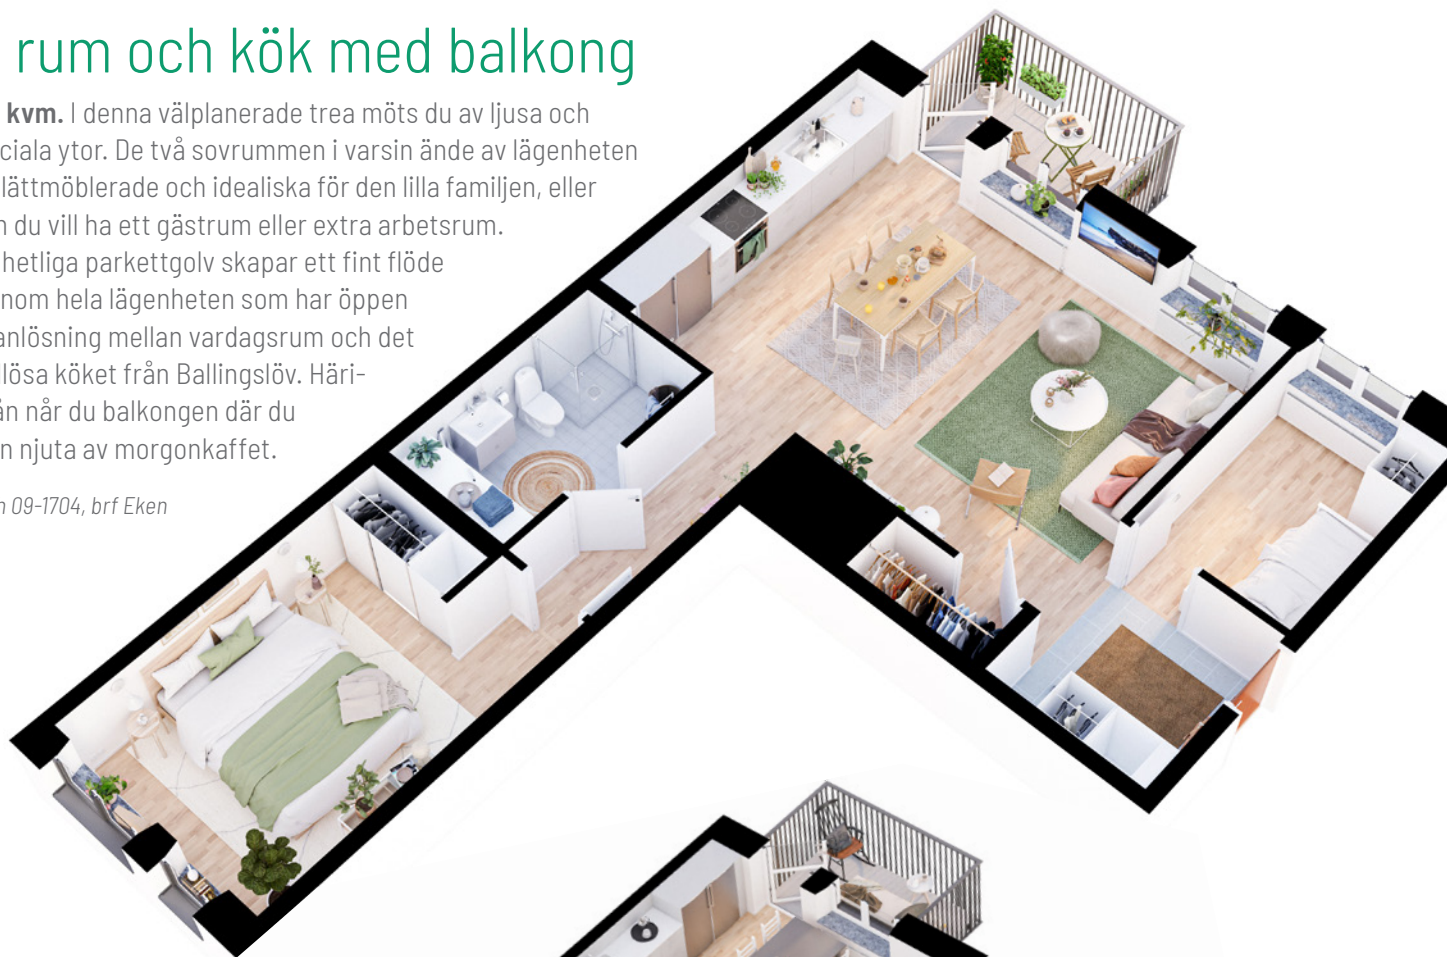 rum och kök med balkong
kvm. I denna välplanerade trea möts du av ljusa och
ciala ytor. De två sovrummen i varsin ände av lägenheten
lättmöblerade och idealiska för den lilla familjen, eller
du vill ha ett gästrum eller extra arbetsrum.
hetliga parkettgolv skapar ett fint flöde
nom hela lägenheten som har öppen
anlösning mellan vardagsrum och det
lösa köket från Ballingslöv. Häri-
ån når du balkongen där du
n njuta av morgonkaffet.
09-1704, brf Eken